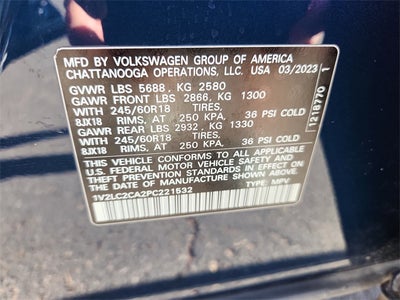 MFD BY VOLKSWAGEN GROUP OF AMERICA
CHATTANOOGA OPERATIONS, LLC. USA 03/2023
GVWR LBS 5688, KG 2580
GAWR FRONT LBS 2866, KG 1300
WITH 245/60R18 TIRES,
8JX18 RIMS, AT 250 KPA, 36 PSI COLD
GAWR REAR LBS 2932, KG 1330
WITH 245/60R18 TIRES,
8JX18 RIMS, AT 250 KPA, 36 PSI COLD
THIS VEHICLE CONFORMS TO ALL APPLICABLE
U.S. FEDERAL MOTOR VEHICLE SAFETY AND
THEFT PREVENTION STANDARDS IN EFFECT ON THE
DATE OF MANUFACTURE SHOWN ABOVE.
1V2LC2CA2PC221532 TYPE: MPV
1218770 1